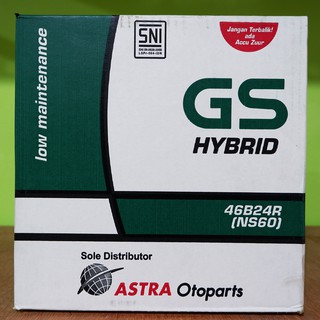 low maintenance
SNI
Jangan Terbalik!
ada
Accu Zuur
GS
HYBRID
46B24R
(NS60)
Sole Distributor
ASTRA Otoparts